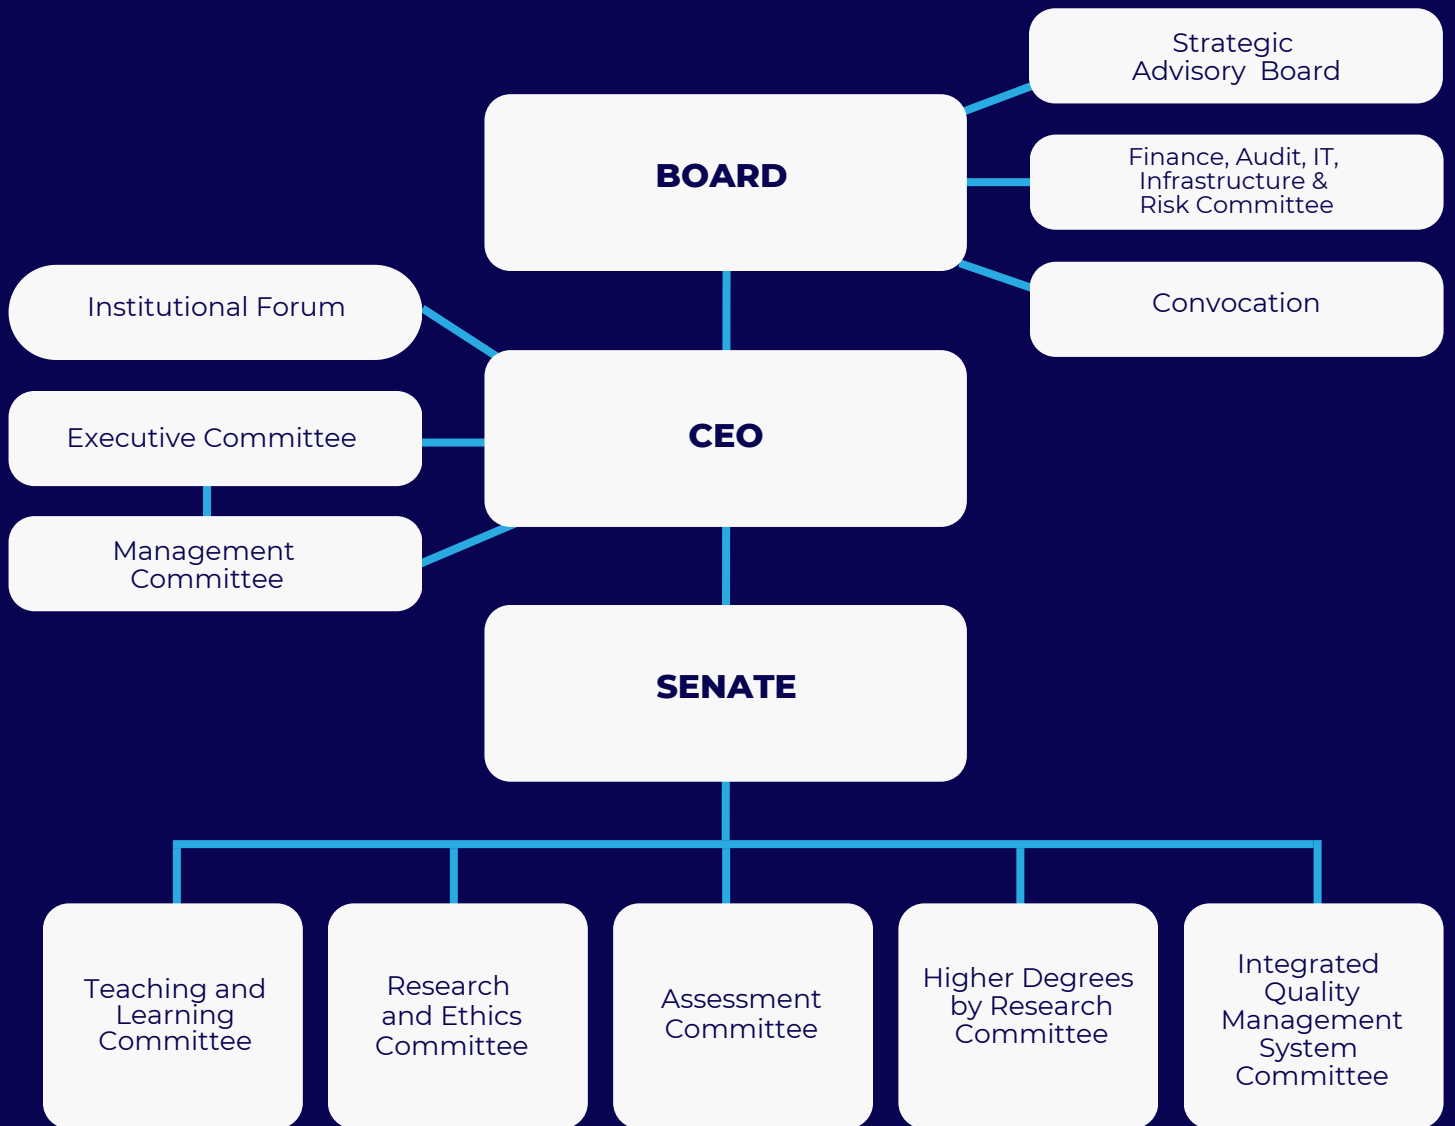 Strategic
Advisory Board
BOARD
Finance, Audit, IT,
Infrastructure &
Risk Committee
Convocation
Institutional Forum
Executive Committee
CEO
Management
Committee
SENATE
Teaching and
Learning
Committee
Research
and Ethics
Committee
Assessment
Committee
Higher Degrees
by Research
Committee
Integrated
Quality
Management
System
Committee